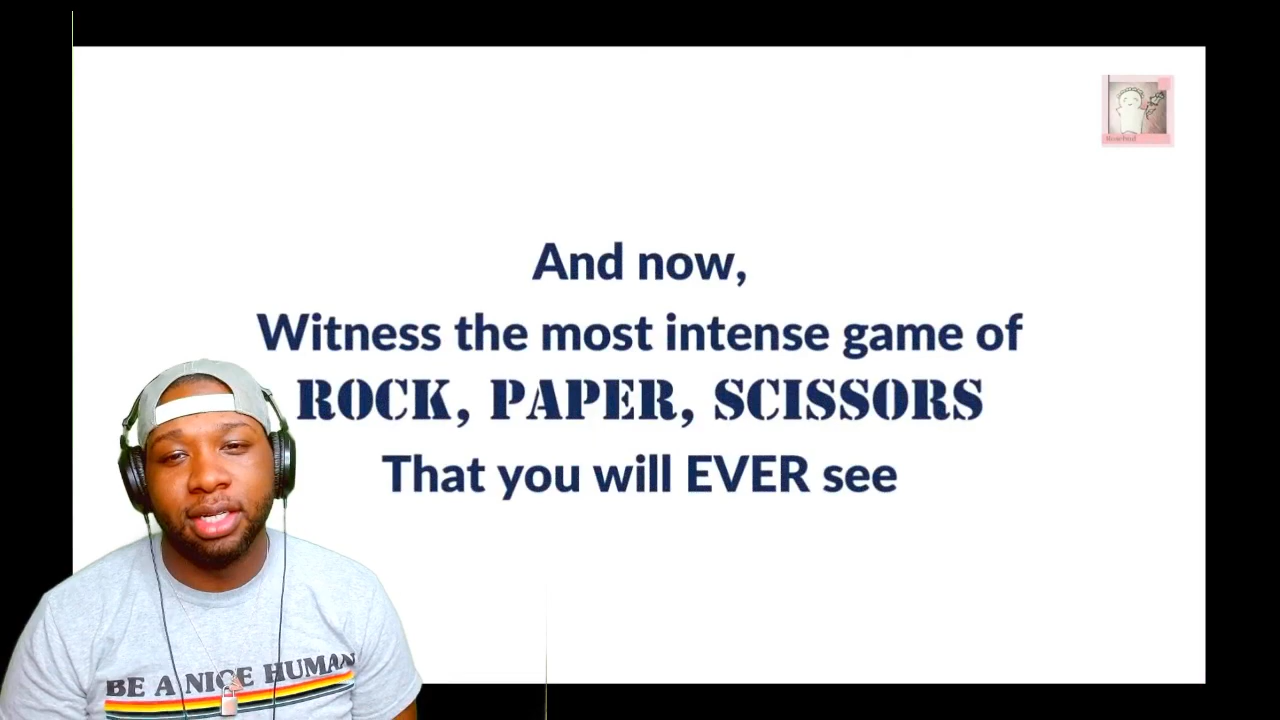 And now,
Witness the most intense game of
ROCK, PAPER, SCISSORS
That you will EVER see
BE A NICE HUMAN